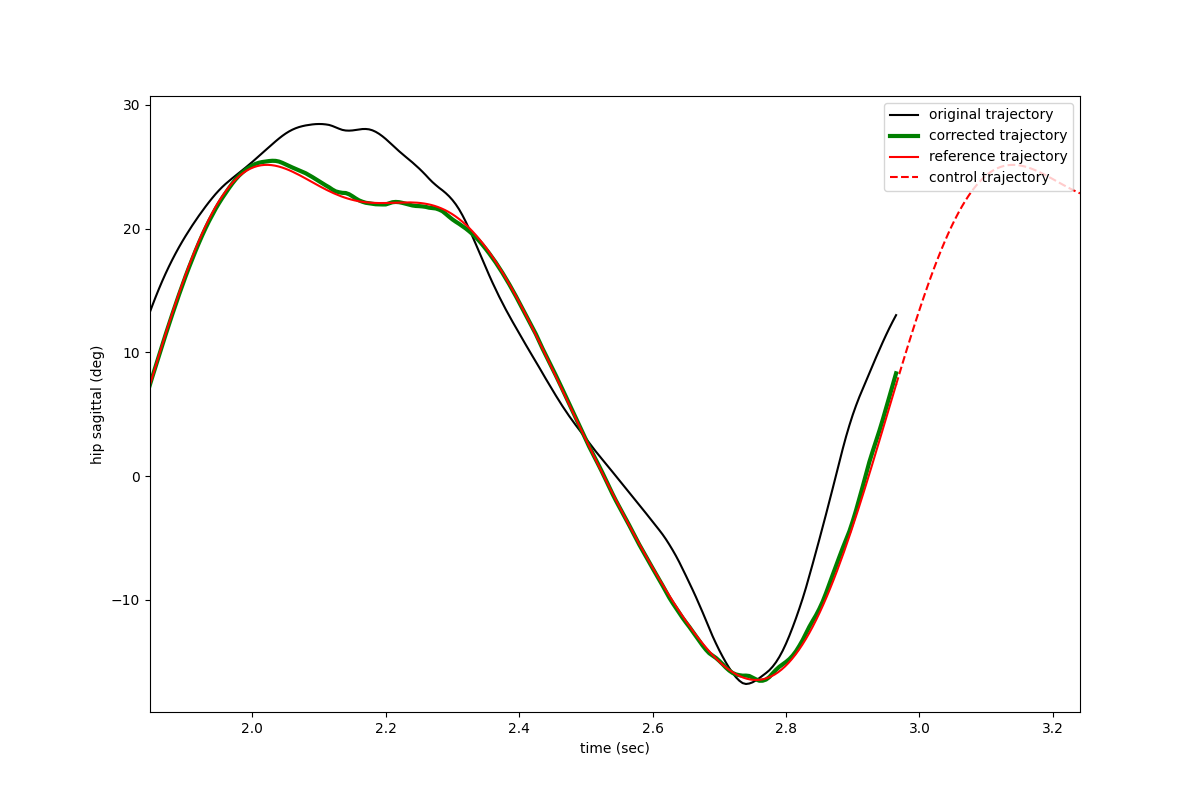 original trajectory
corrected trajectory
reference trajectory
control trajectory
hip sagittal (deg)
30
20
10
0
−10
2.0 2.2 2.4 2.6 2.8 3.0 3.2
time (sec)